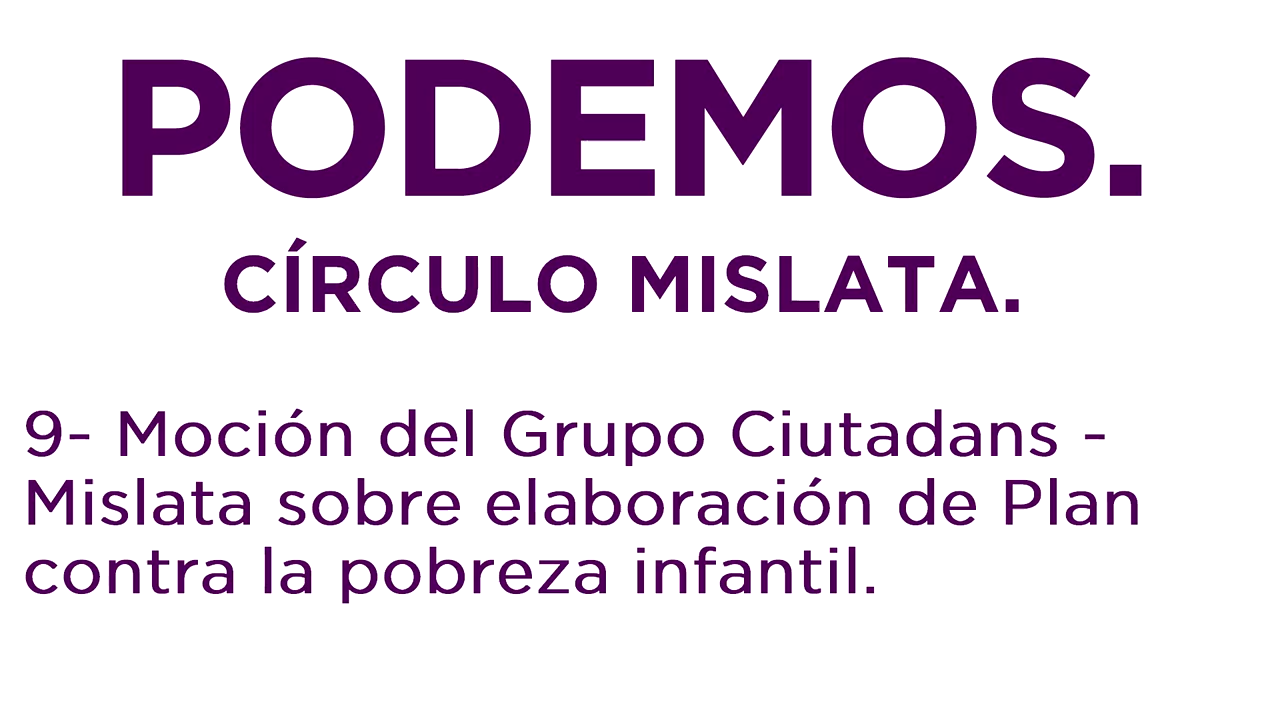 PODEMOS.
CÍRCULO MISLATA.
9- Moción del Grupo Ciutadans -
Mislata sobre elaboración de Plan
contra la pobreza infantil.